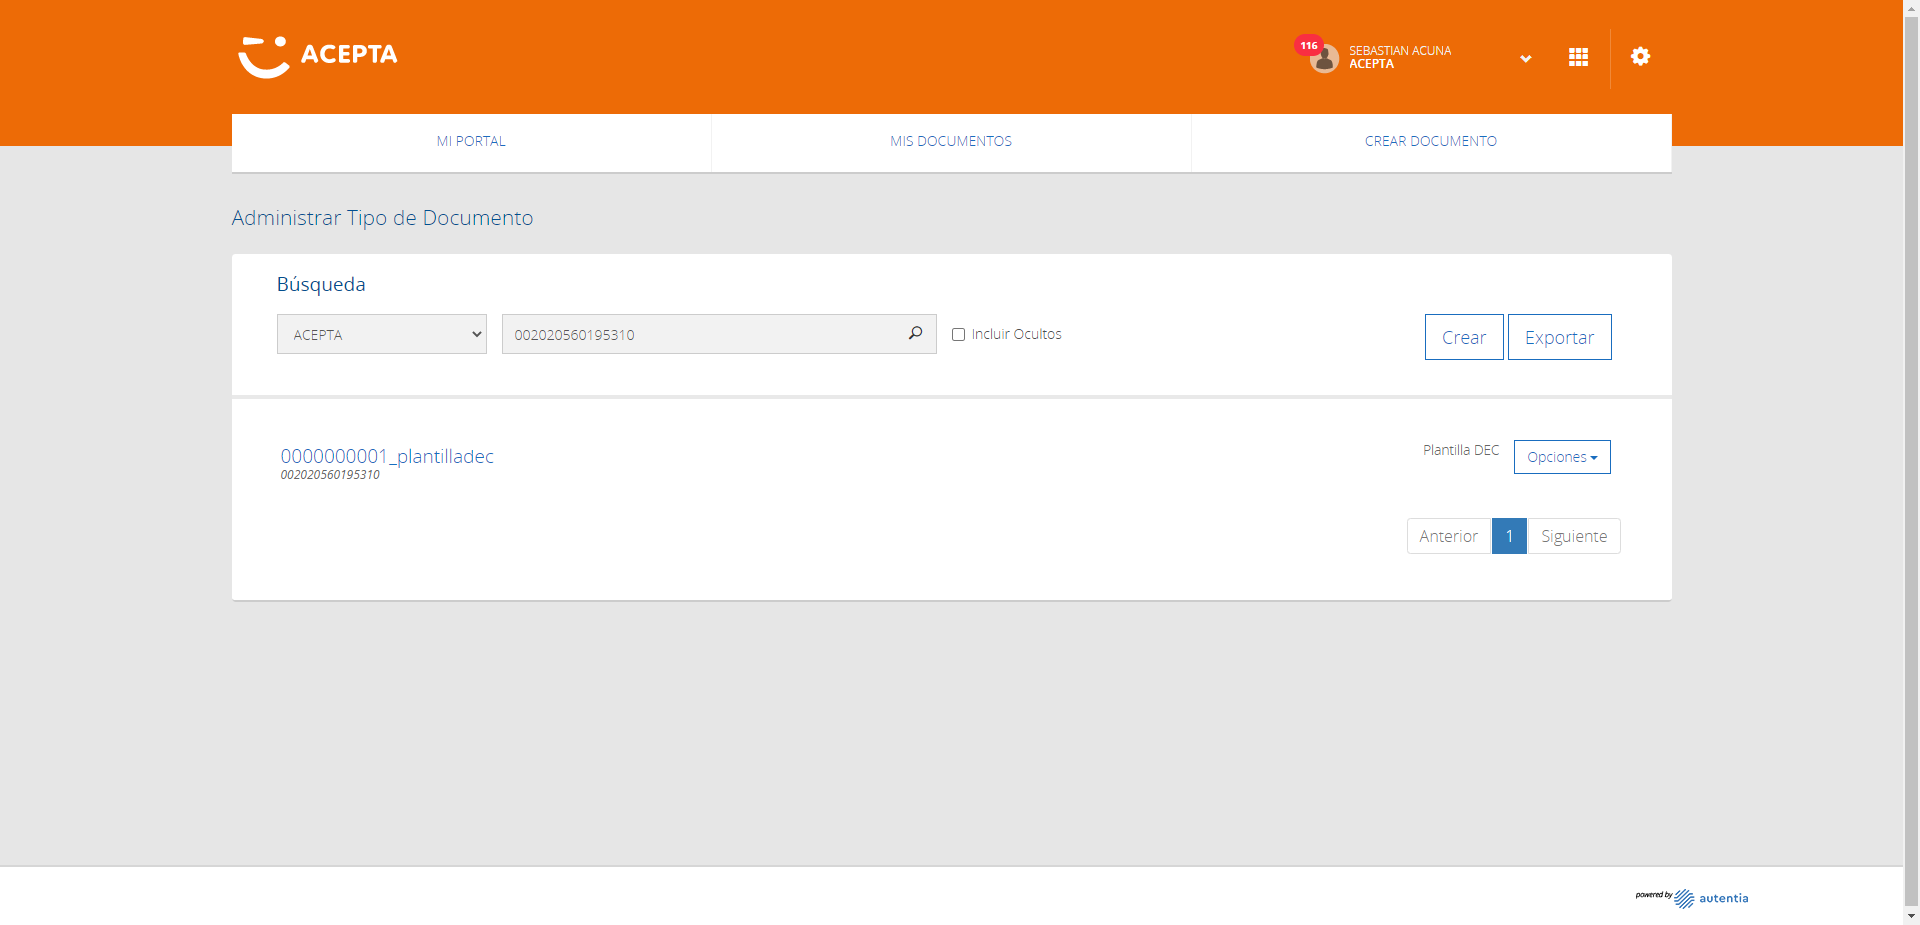 ACEPTA
116
SEBASTIAN ACUNA
ACEPTA
MI PORTAL
MIS DOCUMENTOS
CREAR DOCUMENTO
Administrar Tipo de Documento
Búsqueda
ACEPTA
002020560195310
Incluir Ocultos
Crear
Exportar
0000000001_plantilladec
002020560195310
Plantilla DEC
Opciones
Anterior
1
Siguiente
powered by autentia